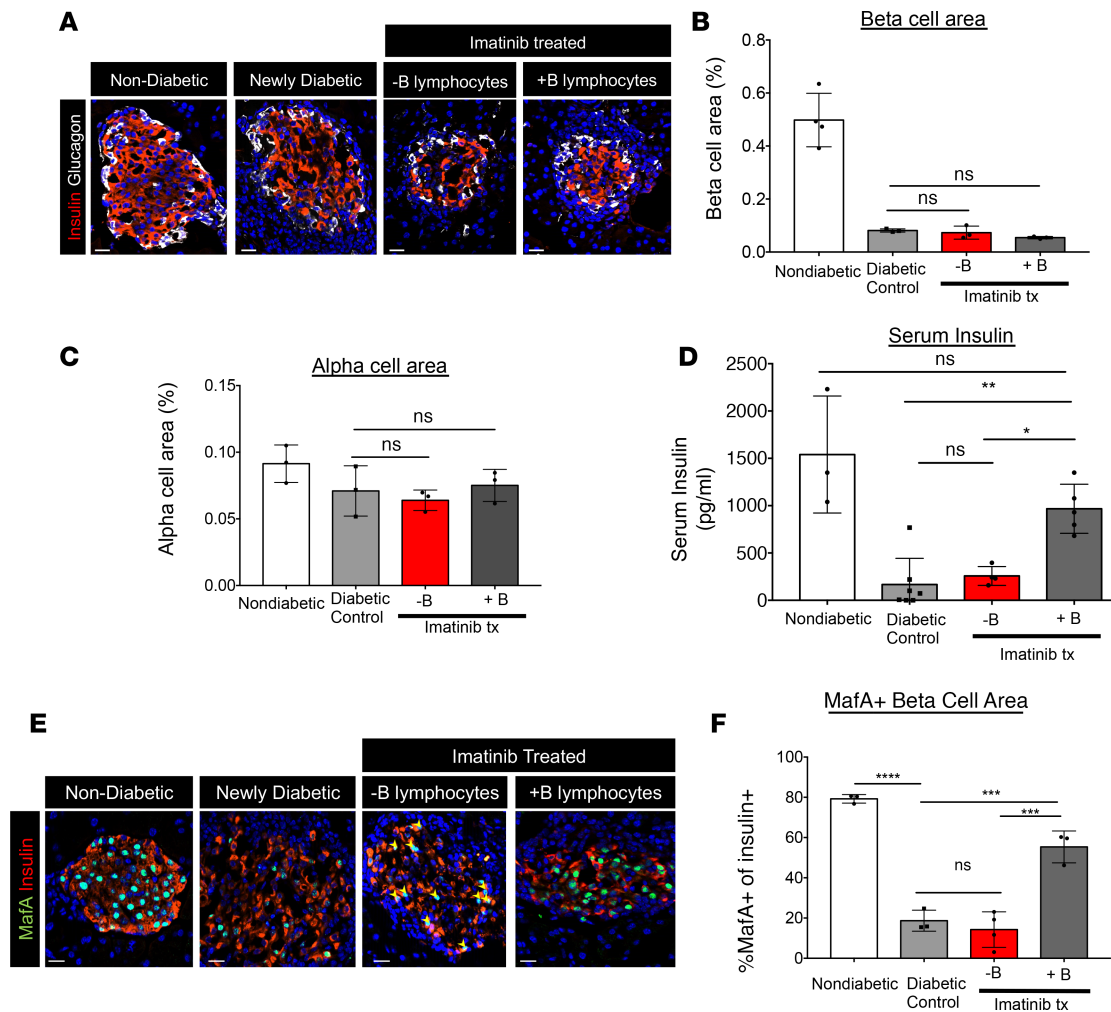 A
Imatinib treated
Non-Diabetic
Newly Diabetic
-B lymphocytes
+B lymphocytes
Insulin Glucagon
B
Beta cell area
Beta cell area (%)
0.8
0.6
0.4
0.2
0.0
ns
ns
Nondiabetic
Diabetic
Control
-B
+ B
Imatinib tx
C
Alpha cell area
Alpha cell area (%)
0.15
0.10
0.05
0.00
ns
ns
Nondiabetic
Diabetic
Control
-B
+ B
Imatinib tx
D
Serum Insulin
Serum Insulin
(pg/ml)
2500
2000
1500
1000
500
0
ns
**
*
ns
Nondiabetic
Diabetic
Control
-B
+ B
Imatinib tx
E
Imatinib Treated
Non-Diabetic
Newly Diabetic
-B lymphocytes
+B lymphocytes
MafA Insulin
F
MafA+ Beta Cell Area
%MafA+ of insulin+
100
80
60
40
20
0
****
***
***
ns
Nondiabetic
Diabetic
Control
-B
+ B
Imatinib tx